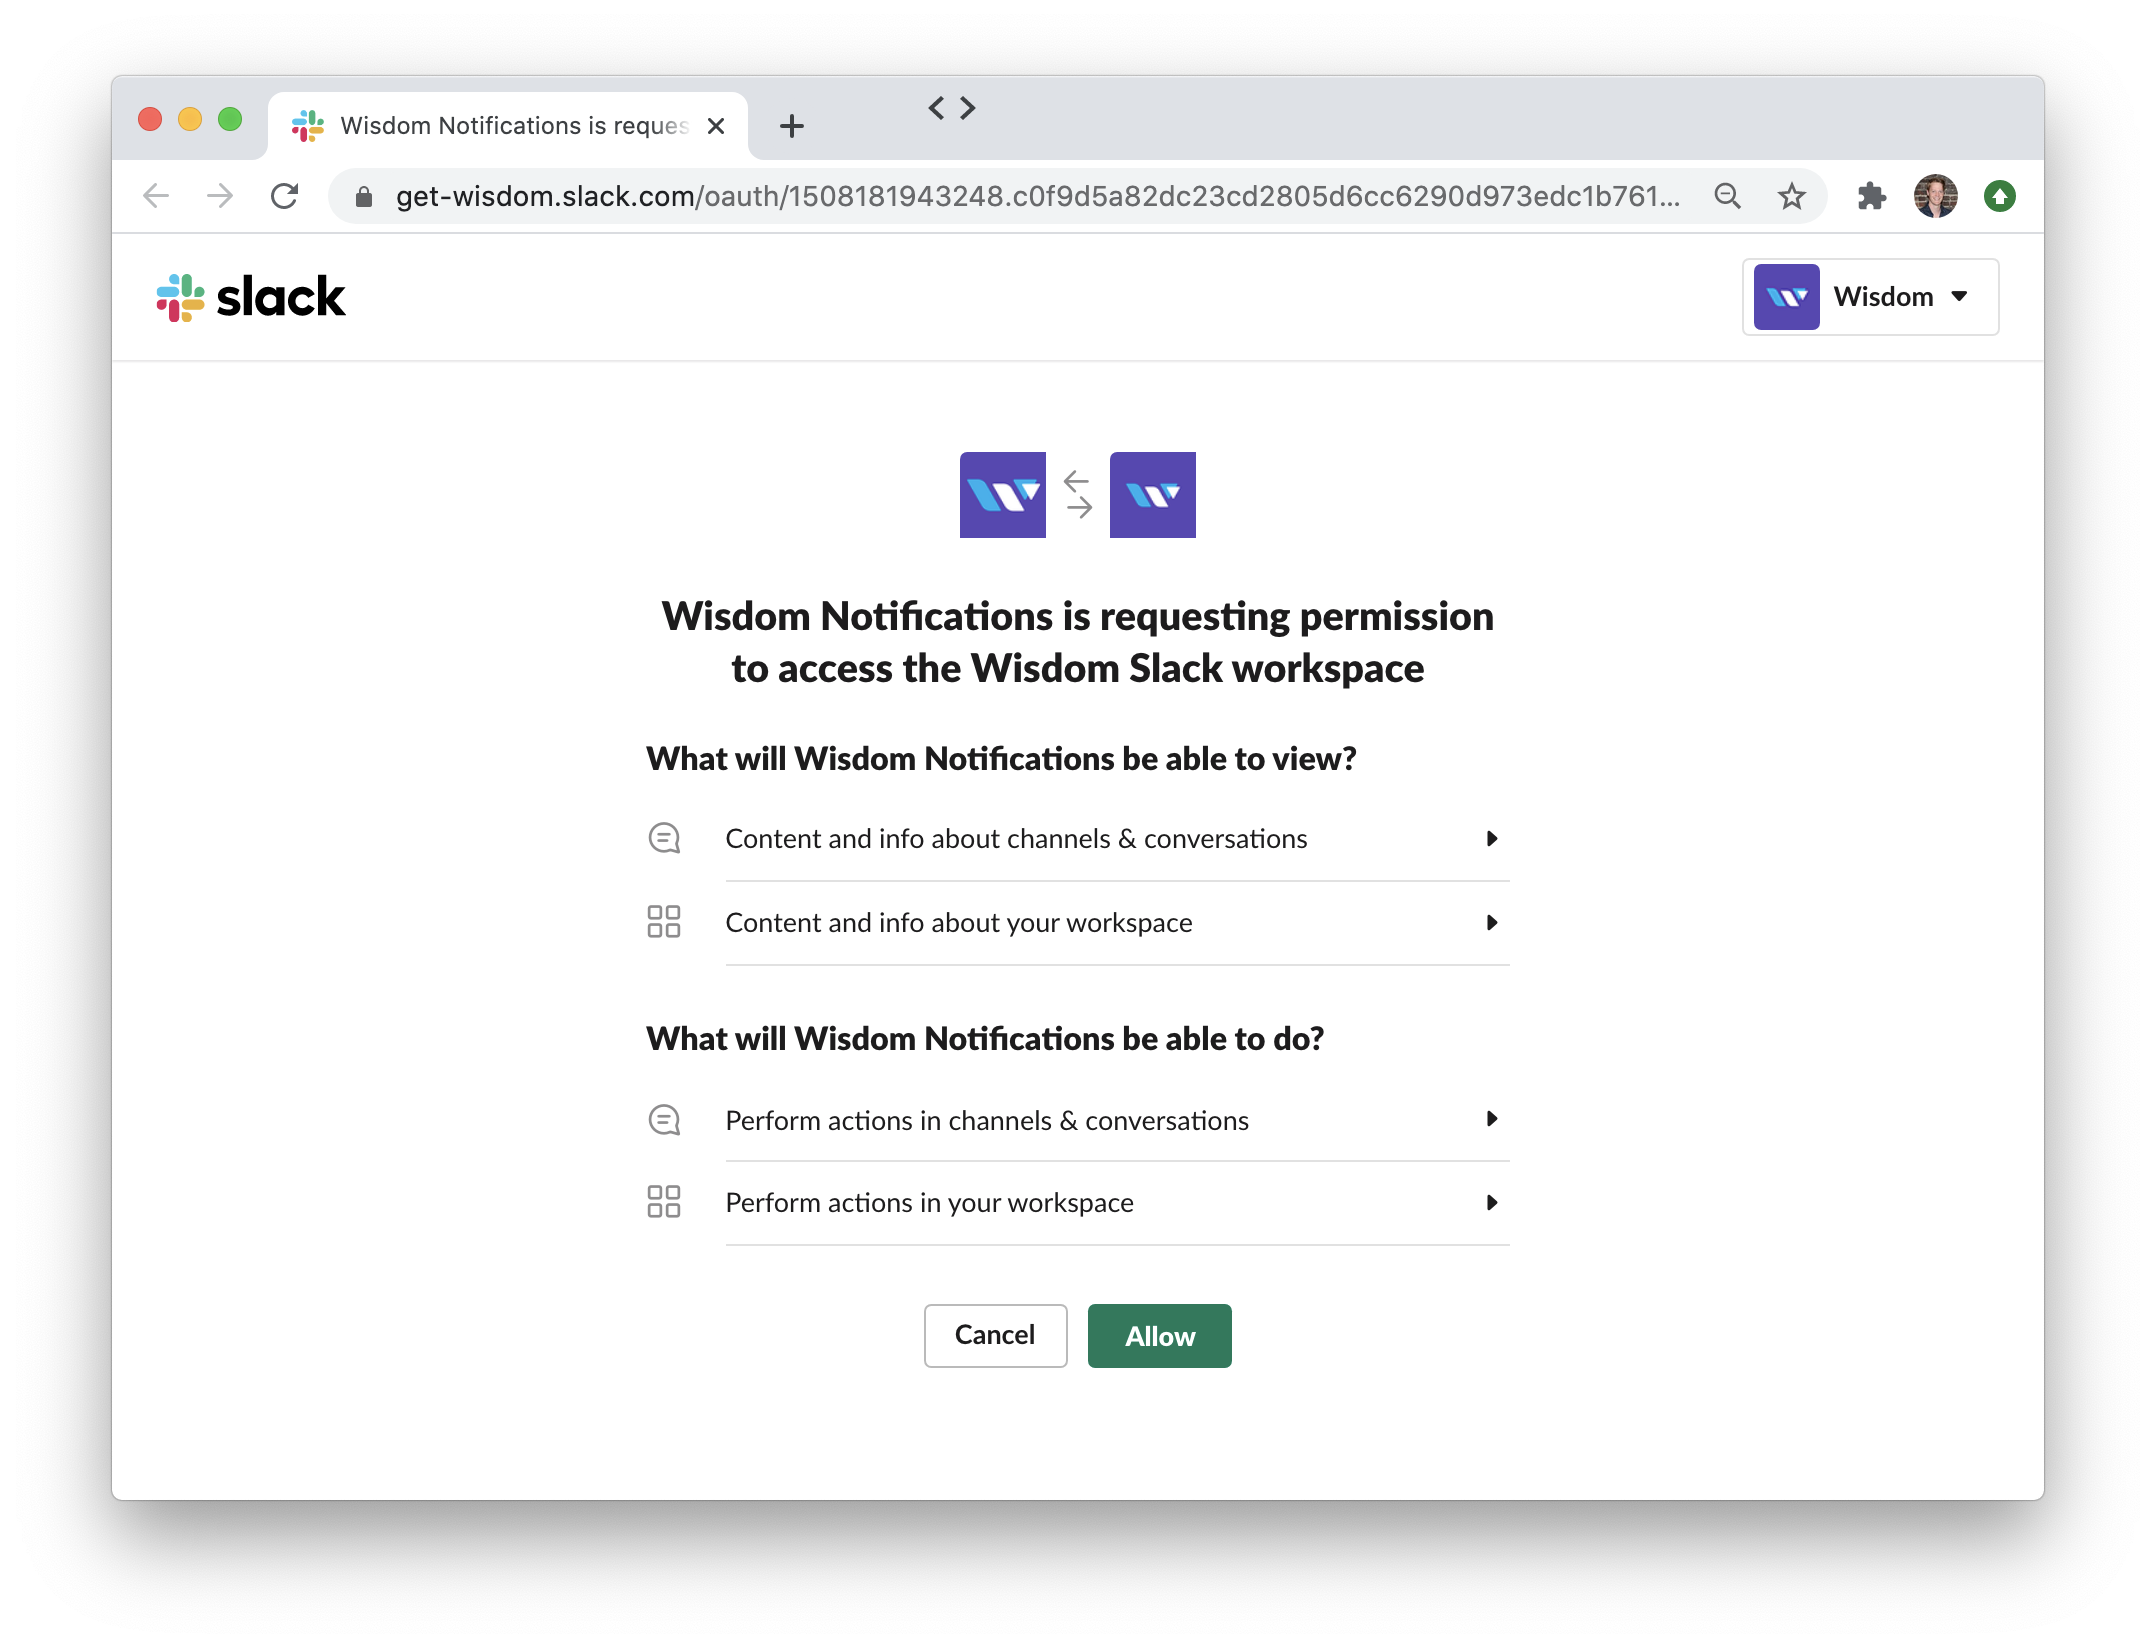 Wisdom Notifications is reques
get-wisdom.slack.com/oauth/1508181943248.c0f9d5a82dc23cd2805d6cc6290d973edc1b761...
slack
Wisdom
Wisdom Notifications is requesting permission
to access the Wisdom Slack workspace
What will Wisdom Notifications be able to view?
Content and info about channels & conversations
Content and info about your workspace
What will Wisdom Notifications be able to do?
Perform actions in channels & conversations
Perform actions in your workspace
Cancel
Allow